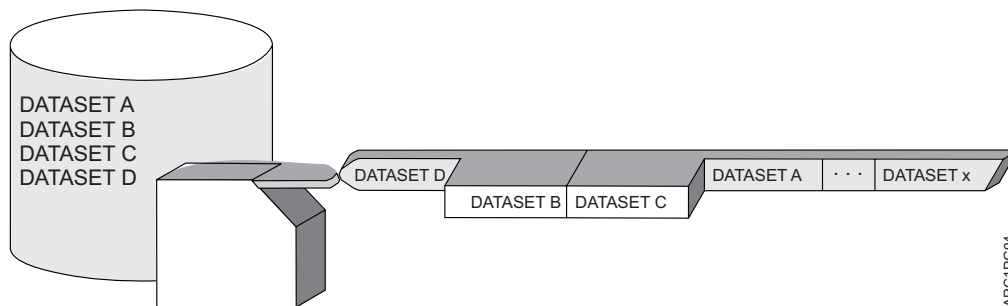 DATASET A
DATASET B
DATASET C
DATASET D
DATASET D
DATASET B
DATASET C
DATASET A
. . .
DATASET x